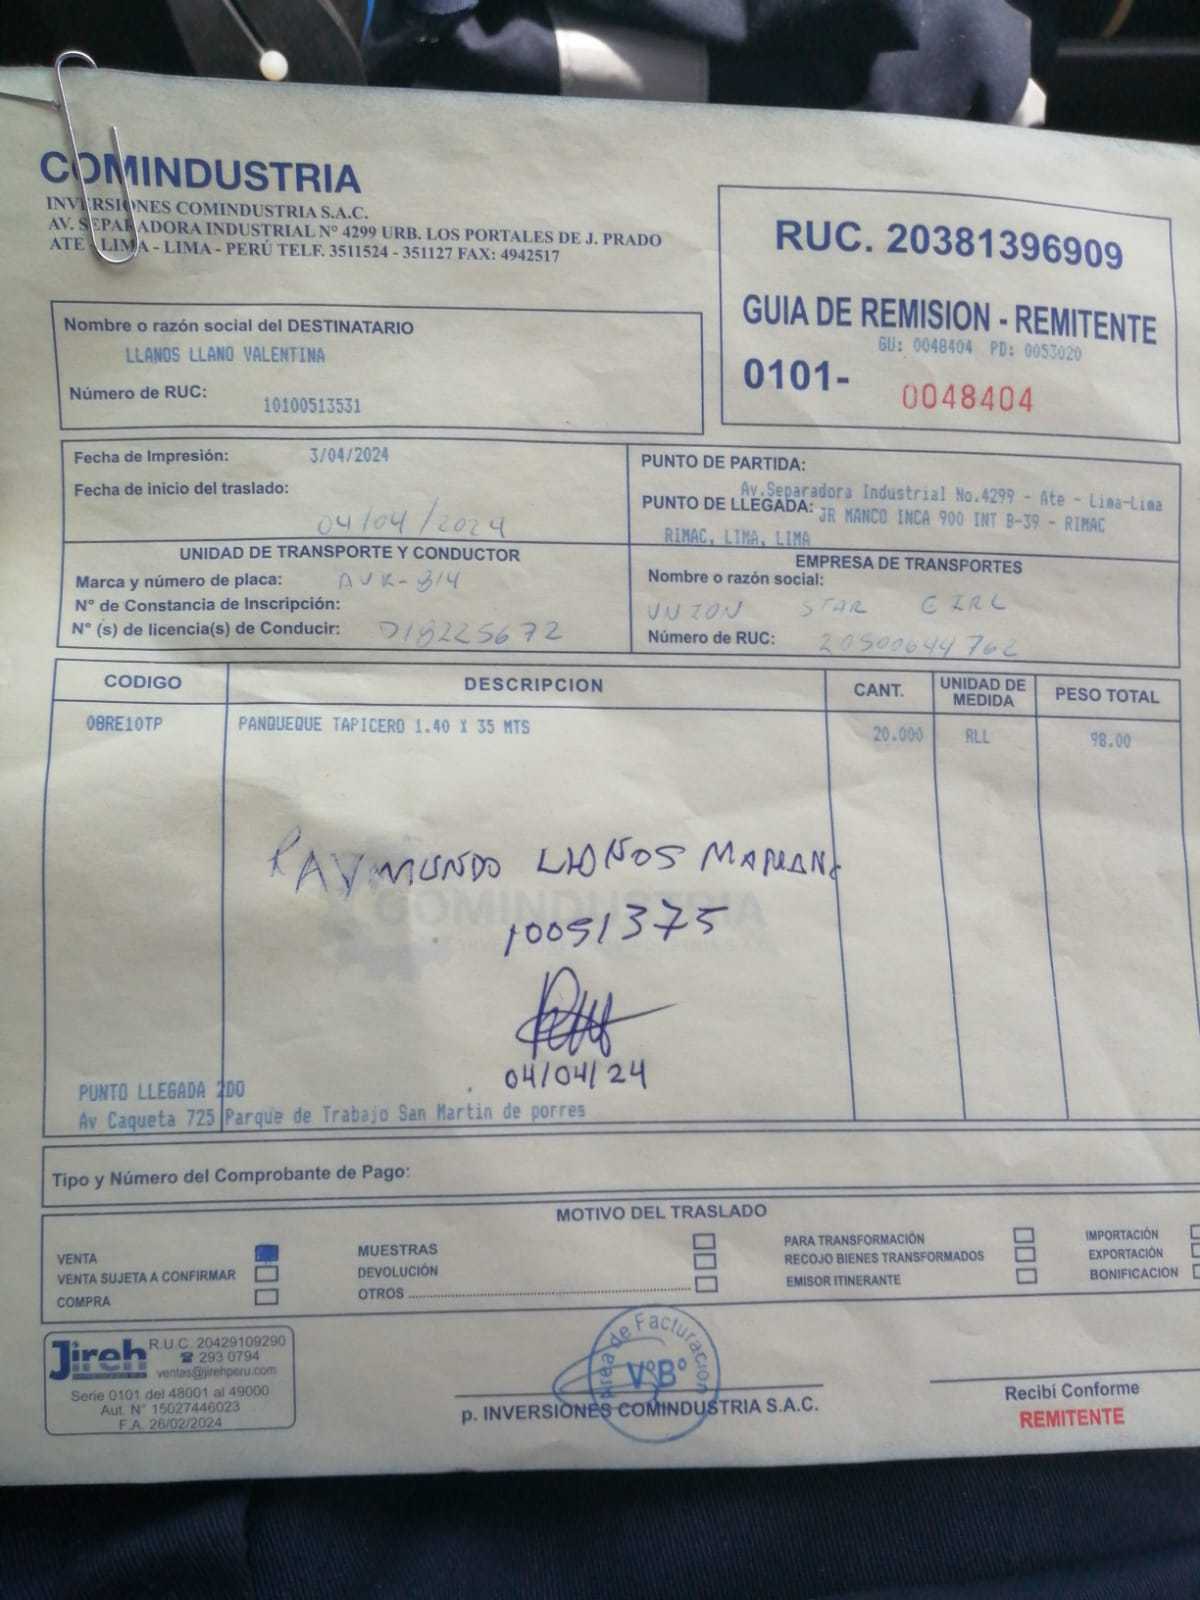 COMINDUSTRIA
INVERSIONES COMINDUSTRIA S.A.C.
AV. SEPARADORA INDUSTRIAL Nº 4299 URB. LOS PORTALES DE J. PRADO
ATE - LIMA - LIMA - PERÚ TELF. 3511524 - 351127 FAX: 4942517
RUC. 20381396909
GUIA DE REMISION - REMITENTE
GU: 0048404 PD: 0053020
0101- 0048404
Nombre o razón social del DESTINATARIO
LLANOS LLANO VALENTINA
Número de RUC: 10100513531
Fecha de Impresión: 3/04/2024
Fecha de inicio del traslado:
04/04/2024
PUNTO DE PARTIDA:
Av.Separadora Industrial No.4299 - Ate - Lima-Lima
PUNTO DE LLEGADA: JR MANCO INCA 900 INT B-39 - RIMAC
RIMAC, LIMA, LIMA
UNIDAD DE TRANSPORTE Y CONDUCTOR
Marca y número de placa: AVK-814
N° de Constancia de Inscripción:
N° (s) de licencia(s) de Conducir: Q18225672
EMPRESA DE TRANSPORTES
Nombre o razón social:
UNION STAR EIRL
Número de RUC: 20500644762
CODIGO DESCRIPCION CANT. UNIDAD DE MEDIDA PESO TOTAL
08RE10TP PANQUEQUE TAPICERO 1.40 X 35 MTS 20.000 RLL 98.00
RAYMUNDO LLANOS MARIANO
COMINDUSTRIA
10051375
04/04/24
PUNTO LLEGADA 2DO
Av Caqueta 725 Parque de Trabajo San Martin de porres
Tipo y Número del Comprobante de Pago:
MOTIVO DEL TRASLADO
VENTA
VENTA SUJETA A CONFIRMAR
COMPRA
MUESTRAS
DEVOLUCIÓN
OTROS
PARA TRANSFORMACIÓN
RECOJO BIENES TRANSFORMADOS
EMISOR ITINERANTE
IMPORTACIÓN
EXPORTACIÓN
BONIFICACION
Jireh R.U.C. 20429109290
293 0794
ventas@jirehperu.com
Serie 0101 del 48001 al 49000
Aut. N° 15027446023
F.A. 26/02/2024
Area de Facturación
V°B°
p. INVERSIONES COMINDUSTRIA S.A.C.
Recibí Conforme
REMITENTE